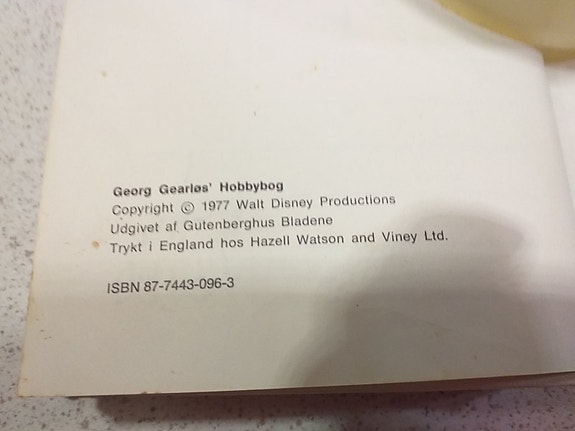 Georg Gearløs' Hobbybog
Copyright © 1977 Walt Disney Productions
Udgivet af Gutenberghus Bladene
Trykt i England hos Hazell Watson and Viney Ltd.
ISBN 87-7443-096-3